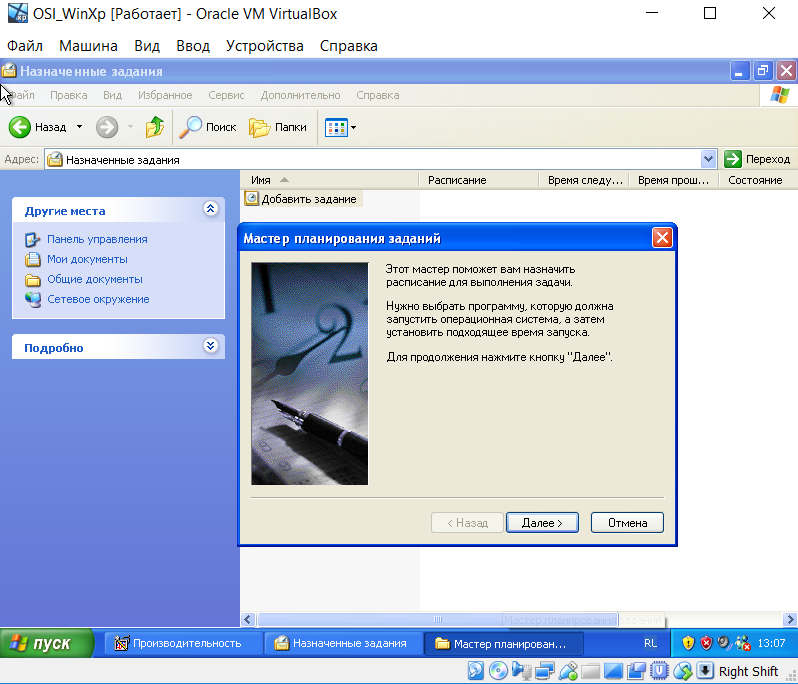 OSI_WinXp [Работает] - Oracle VM VirtualBox
Файл Машина Вид Ввод Устройства Справка
Назначенные задания
Файл Правка Вид Избранное Сервис Дополнительно Справка
Назад Поиск Папки
Адрес: Назначенные задания Переход
Имя Расписание Время следу... Время прош... Состояние
Добавить задание
Другие места
Панель управления
Мои документы
Общие документы
Сетевое окружение
Подробно
Мастер планирования заданий
Этот мастер поможет вам назначить
расписание для выполнения задачи.
Нужно выбрать программу, которую должна
запустить операционная система, а затем
установить подходящее время запуска.
Для продолжения нажмите кнопку "Далее".
< Назад Далее > Отмена
Мастер планирования заданий
пуск Производительность Назначенные задания Мастер планирован... RL 13:07
Right Shift